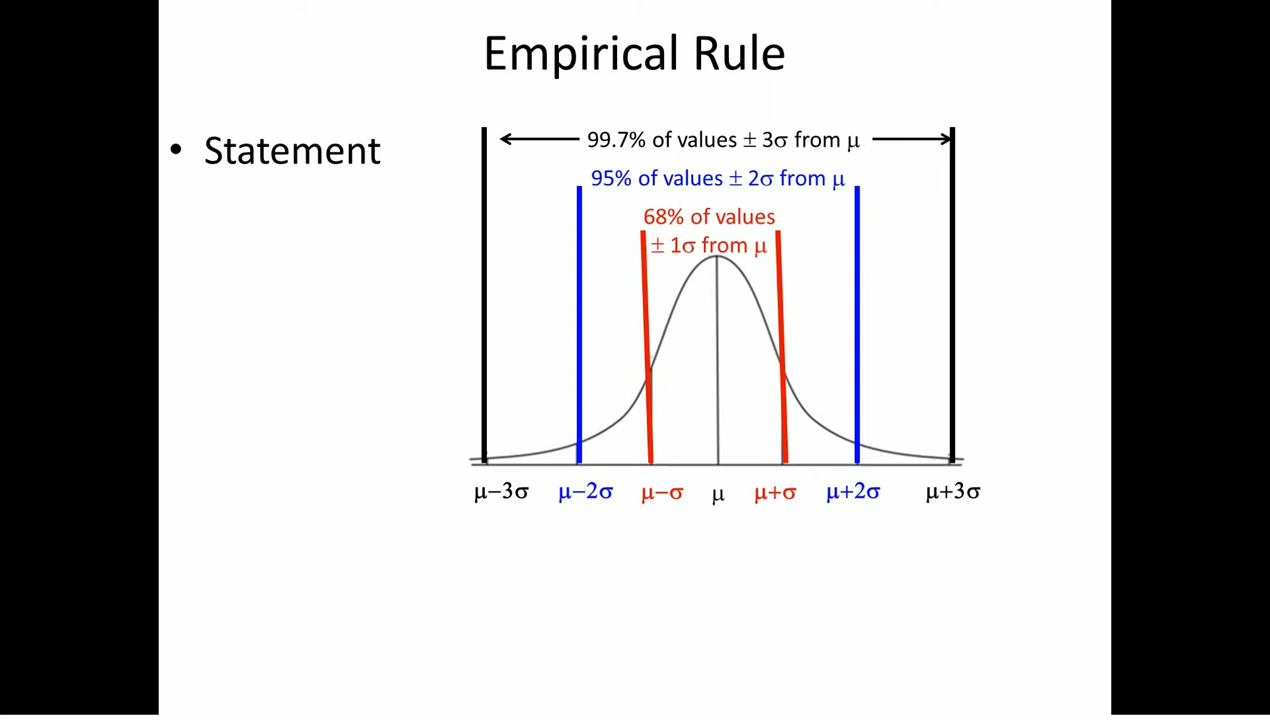 Empirical Rule
• Statement
99.7% of values ± 3σ from μ
95% of values ± 2σ from μ
68% of values
± 1σ from μ
μ−3σ μ−2σ μ−σ μ μ+σ μ+2σ μ+3σ